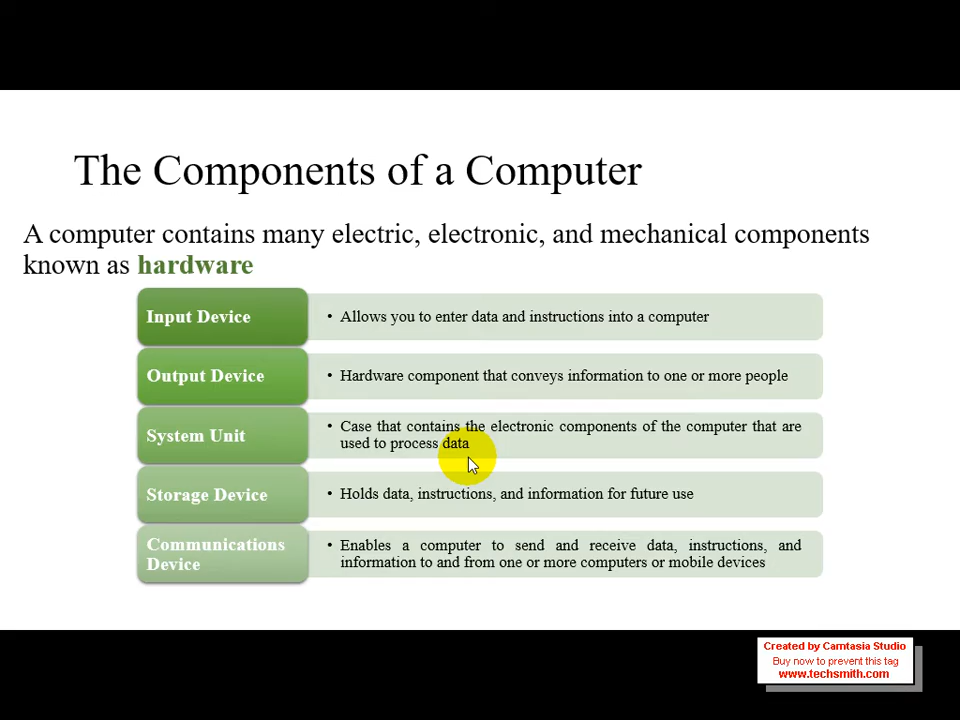 The Components of a Computer
A computer contains many electric, electronic, and mechanical components
known as hardware
Input Device
• Allows you to enter data and instructions into a computer
Output Device
• Hardware component that conveys information to one or more people
System Unit
• Case that contains the electronic components of the computer that are
used to process data
Storage Device
• Holds data, instructions, and information for future use
Communications
Device
• Enables a computer to send and receive data, instructions, and
information to and from one or more computers or mobile devices
Created by Camtasia Studio
Buy now to prevent this tag
www.techsmith.com